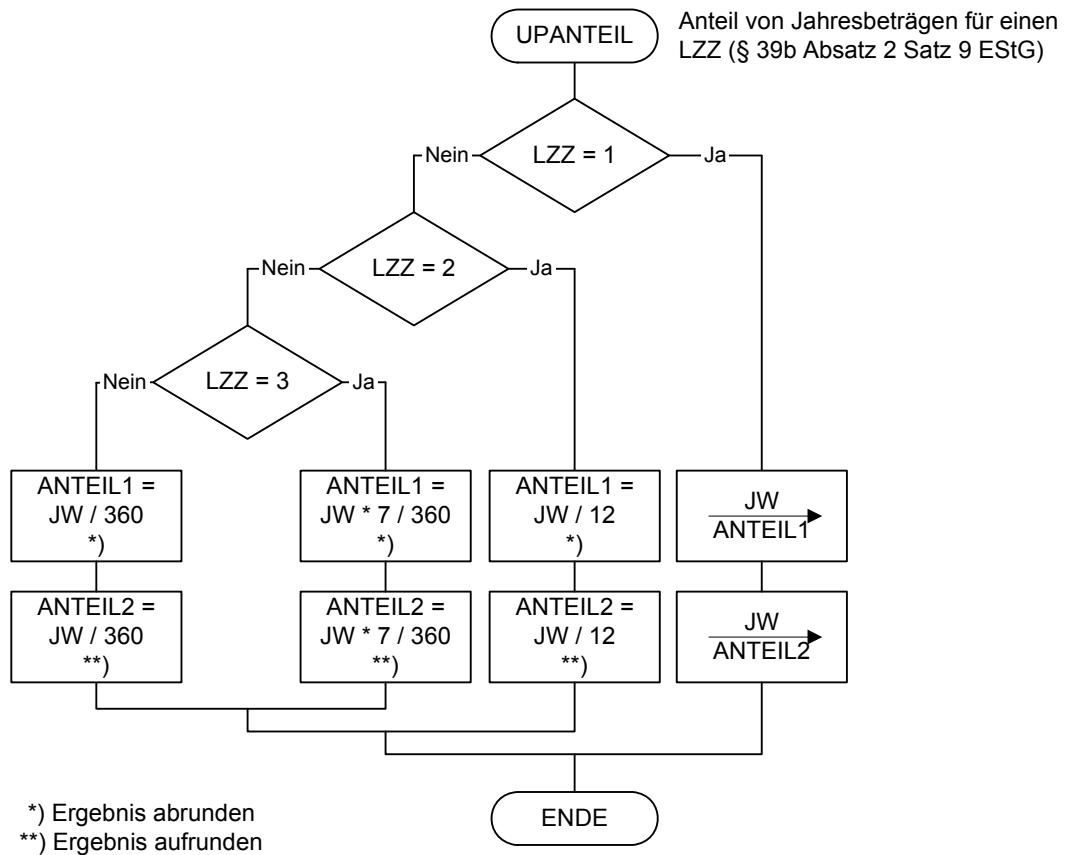 UPANTEIL
Anteil von Jahresbeträgen für einen
LZZ (§ 39b Absatz 2 Satz 9 EStG)
Nein
LZZ = 1
Ja
Nein
LZZ = 2
Ja
Nein
LZZ = 3
Ja
ANTEIL1 =
JW / 360
*)
ANTEIL1 =
JW * 7 / 360
*)
ANTEIL1 =
JW / 12
*)
JW
ANTEIL1
ANTEIL2 =
JW / 360
**)
ANTEIL2 =
JW * 7 / 360
**)
ANTEIL2 =
JW / 12
**)
JW
ANTEIL2
ENDE
*) Ergebnis abrunden
**) Ergebnis aufrunden